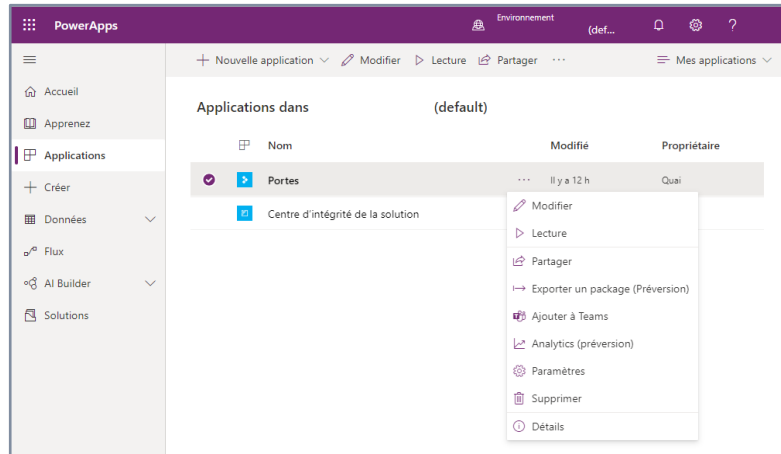 PowerApps
Environnement
(def...
?
Nouvelle application
Modifier
Lecture
Partager
...
Mes applications
Accueil
Apprenez
Applications
Créer
Données
Flux
AI Builder
Solutions
Applications dans (default)
Nom
Modifié
Propriétaire
Portes
...
Il y a 12 h
Quai
Centre d'intégrité de la solution
Modifier
Lecture
Partager
Exporter un package (Préversion)
Ajouter à Teams
Analytics (préversion)
Paramètres
Supprimer
Détails